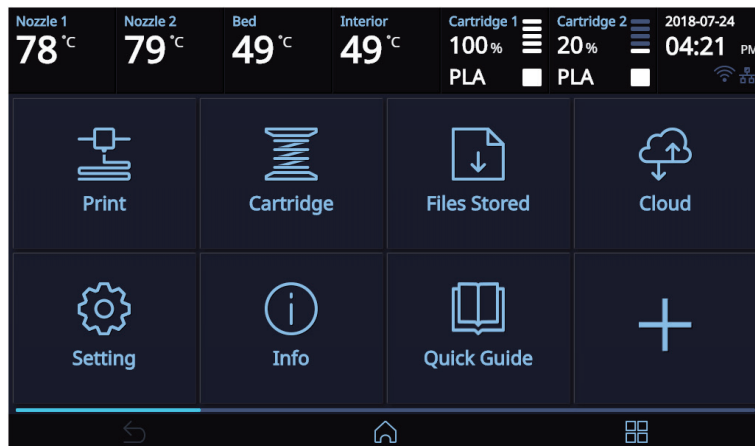 Nozzle 1
78 °C
Nozzle 2
79 °C
Bed
49 °C
Interior
49 °C
Cartridge 1
100 %
PLA
Cartridge 2
20 %
PLA
2018-07-24
04:21 PM
Print
Cartridge
Files Stored
Cloud
Setting
Info
Quick Guide